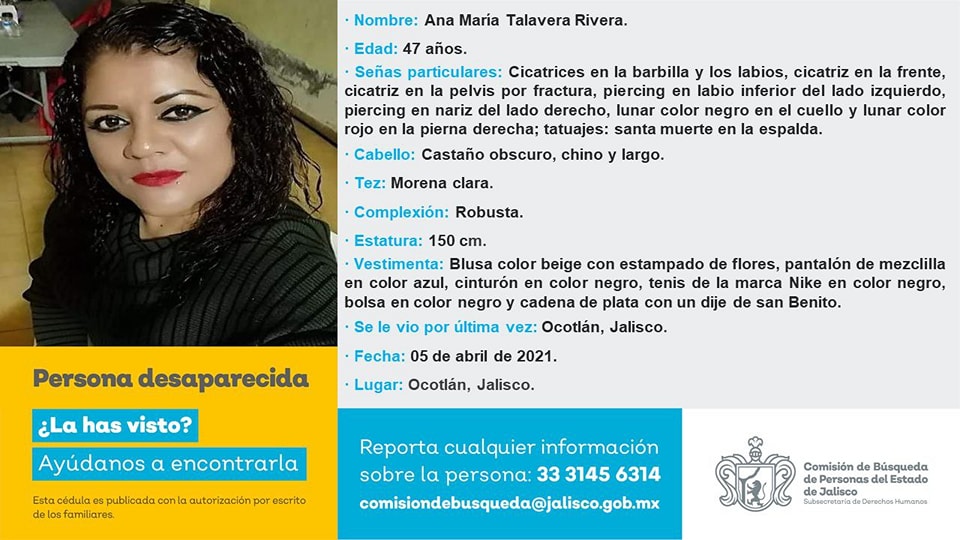 · Nombre: Ana María Talavera Rivera.
· Edad: 47 años.
· Señas particulares: Cicatrices en la barbilla y los labios, cicatriz en la frente,
cicatriz en la pelvis por fractura, piercing en labio inferior del lado izquierdo,
piercing en nariz del lado derecho, lunar color negro en el cuello y lunar color
rojo en la pierna derecha; tatuajes: santa muerte en la espalda.
· Cabello: Castaño obscuro, chino y largo.
· Tez: Morena clara.
· Complexión: Robusta.
· Estatura: 150 cm.
· Vestimenta: Blusa color beige con estampado de flores, pantalón de mezclilla
en color azul, cinturón en color negro, tenis de la marca Nike en color negro,
bolsa en color negro y cadena de plata con un dije de san Benito.
· Se le vio por última vez: Ocotlán, Jalisco.
· Fecha: 05 de abril de 2021.
· Lugar: Ocotlán, Jalisco.
Persona desaparecida
¿La has visto?
Ayúdanos a encontrarla
Esta cédula es publicada con la autorización por escrito
de los familiares.
Reporta cualquier información
sobre la persona: 33 3145 6314
comisiondebusqueda@jalisco.gob.mx
Comisión de Búsqueda
de Personas del Estado
de Jalisco
Subsecretaría de Derechos Humanos